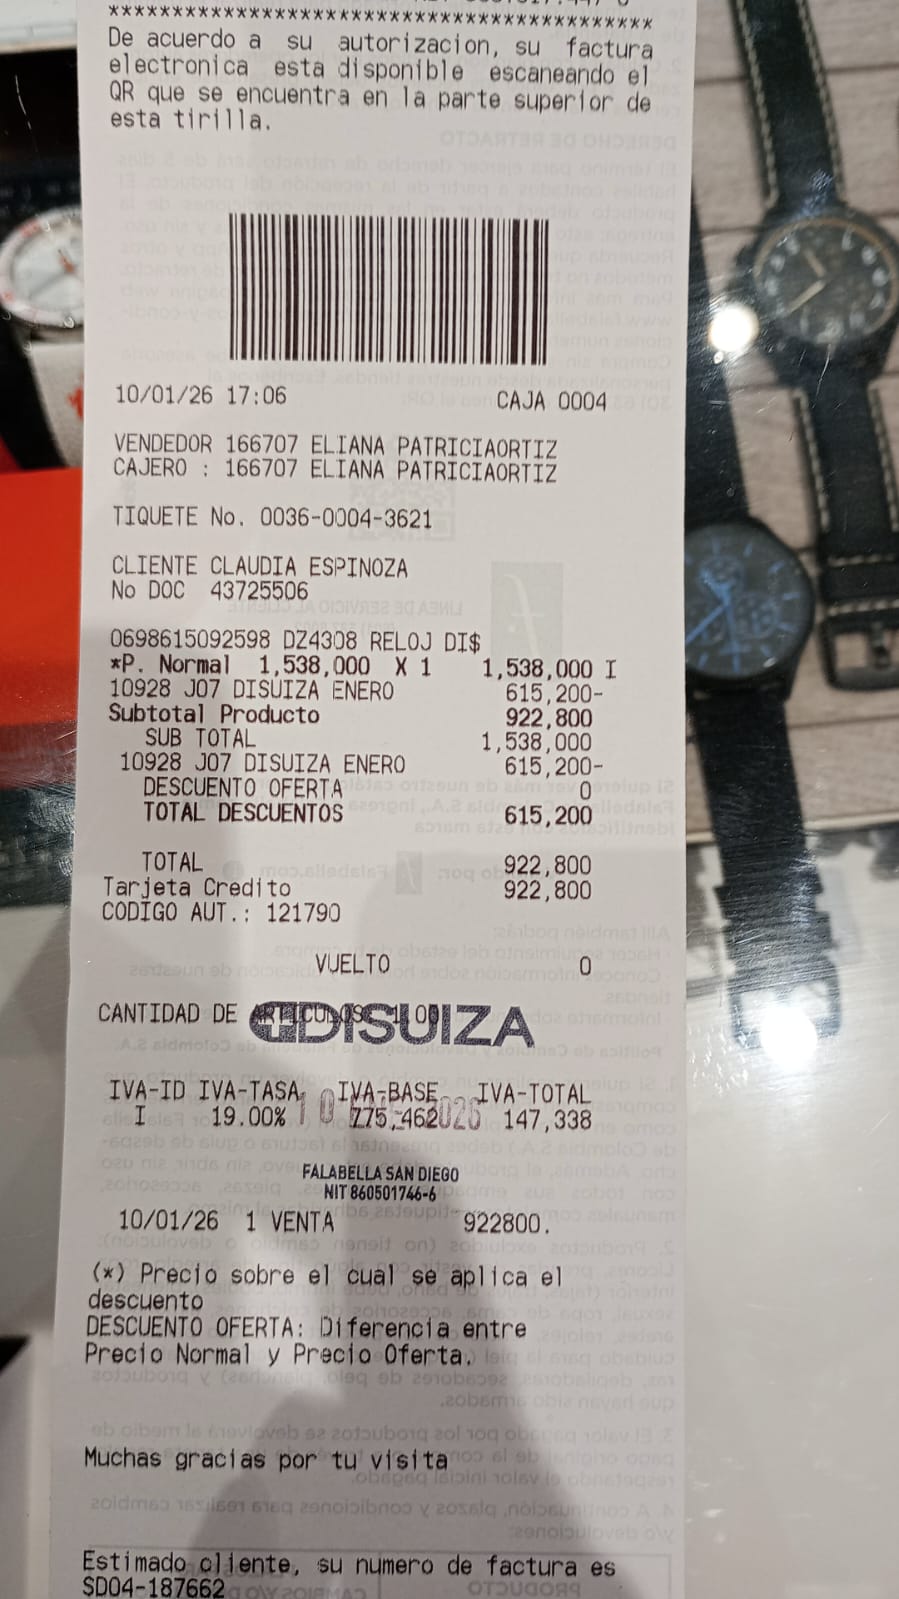 ******************************************
De acuerdo a su autorizacion, su factura
electronica esta disponible escaneando el
QR que se encuentra en la parte superior de
esta tirilla.
10/01/26 17:06 CAJA 0004
VENDEDOR 166707 ELIANA PATRICIAORTIZ
CAJERO : 166707 ELIANA PATRICIAORTIZ
TIQUETE No. 0036-0004-3621
CLIENTE CLAUDIA ESPINOZA
No DOC 43725506
0698615092598 DZ4308 RELOJ DI$
*P. Normal 1,538,000 X 1 1,538,000 I
10928 J07 DISUIZA ENERO 615,200-
Subtotal Producto 922,800
SUB TOTAL 1,538,000
10928 J07 DISUIZA ENERO 615,200-
DESCUENTO OFERTA 0
TOTAL DESCUENTOS 615,200
TOTAL 922,800
Tarjeta Credito 922,800
CODIGO AUT.: 121790
VUELTO 0
CANTIDAD DE ARTICULOS
DISUIZA
IVA-ID IVA-TASA IVA-BASE IVA-TOTAL
I 19.00% 775,462 147,338
FALABELLA SAN DIEGO
NIT 860501746-6
10/01/26 1 VENTA 922800.
(*) Precio sobre el cual se aplica el
descuento
DESCUENTO OFERTA: Diferencia entre
Precio Normal y Precio Oferta.
Muchas gracias por tu visita
Estimado cliente, su numero de factura es
SD04-187662